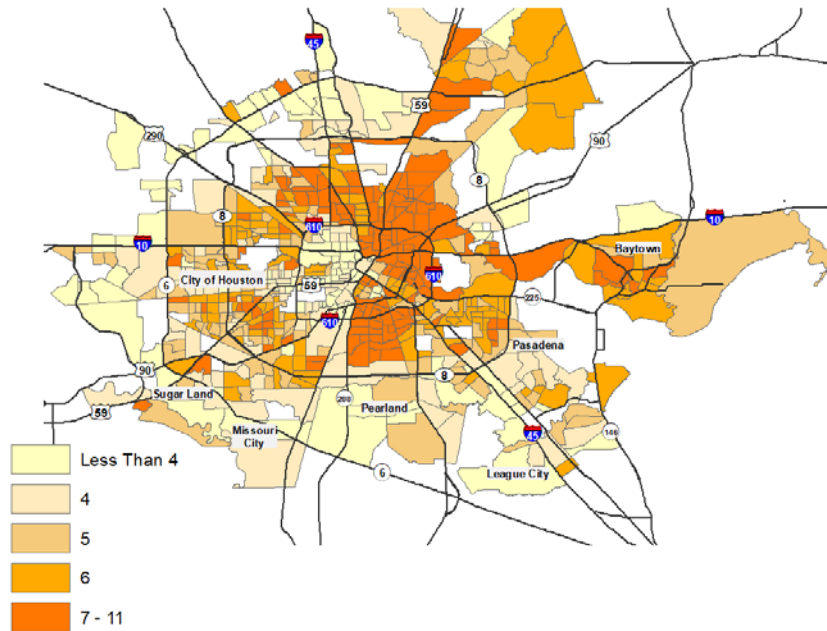 45
59
290
90
8
8
610
10
10
Baytown
City of Houston
6
59
610
225
610
Pasadena
90
8
Sugar Land
59
288
Pearland
Missouri
City
45
146
6
League City
Less Than 4
4
5
6
7 - 11